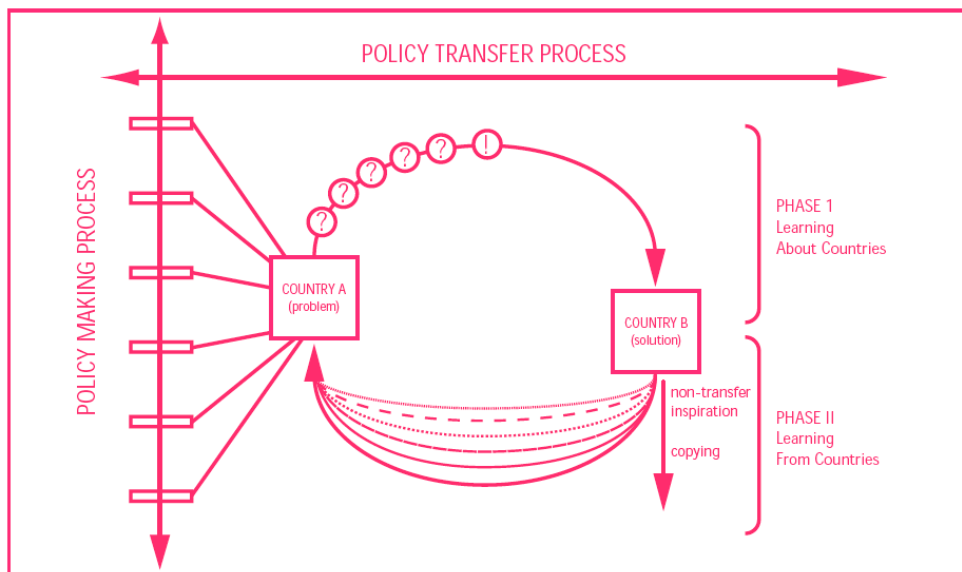 POLICY TRANSFER PROCESS
POLICY MAKING PROCESS
?
?
?
?
?
!
COUNTRY A
(problem)
COUNTRY B
(solution)
PHASE 1
Learning
About Countries
non-transfer
inspiration
copying
PHASE II
Learning
From Countries